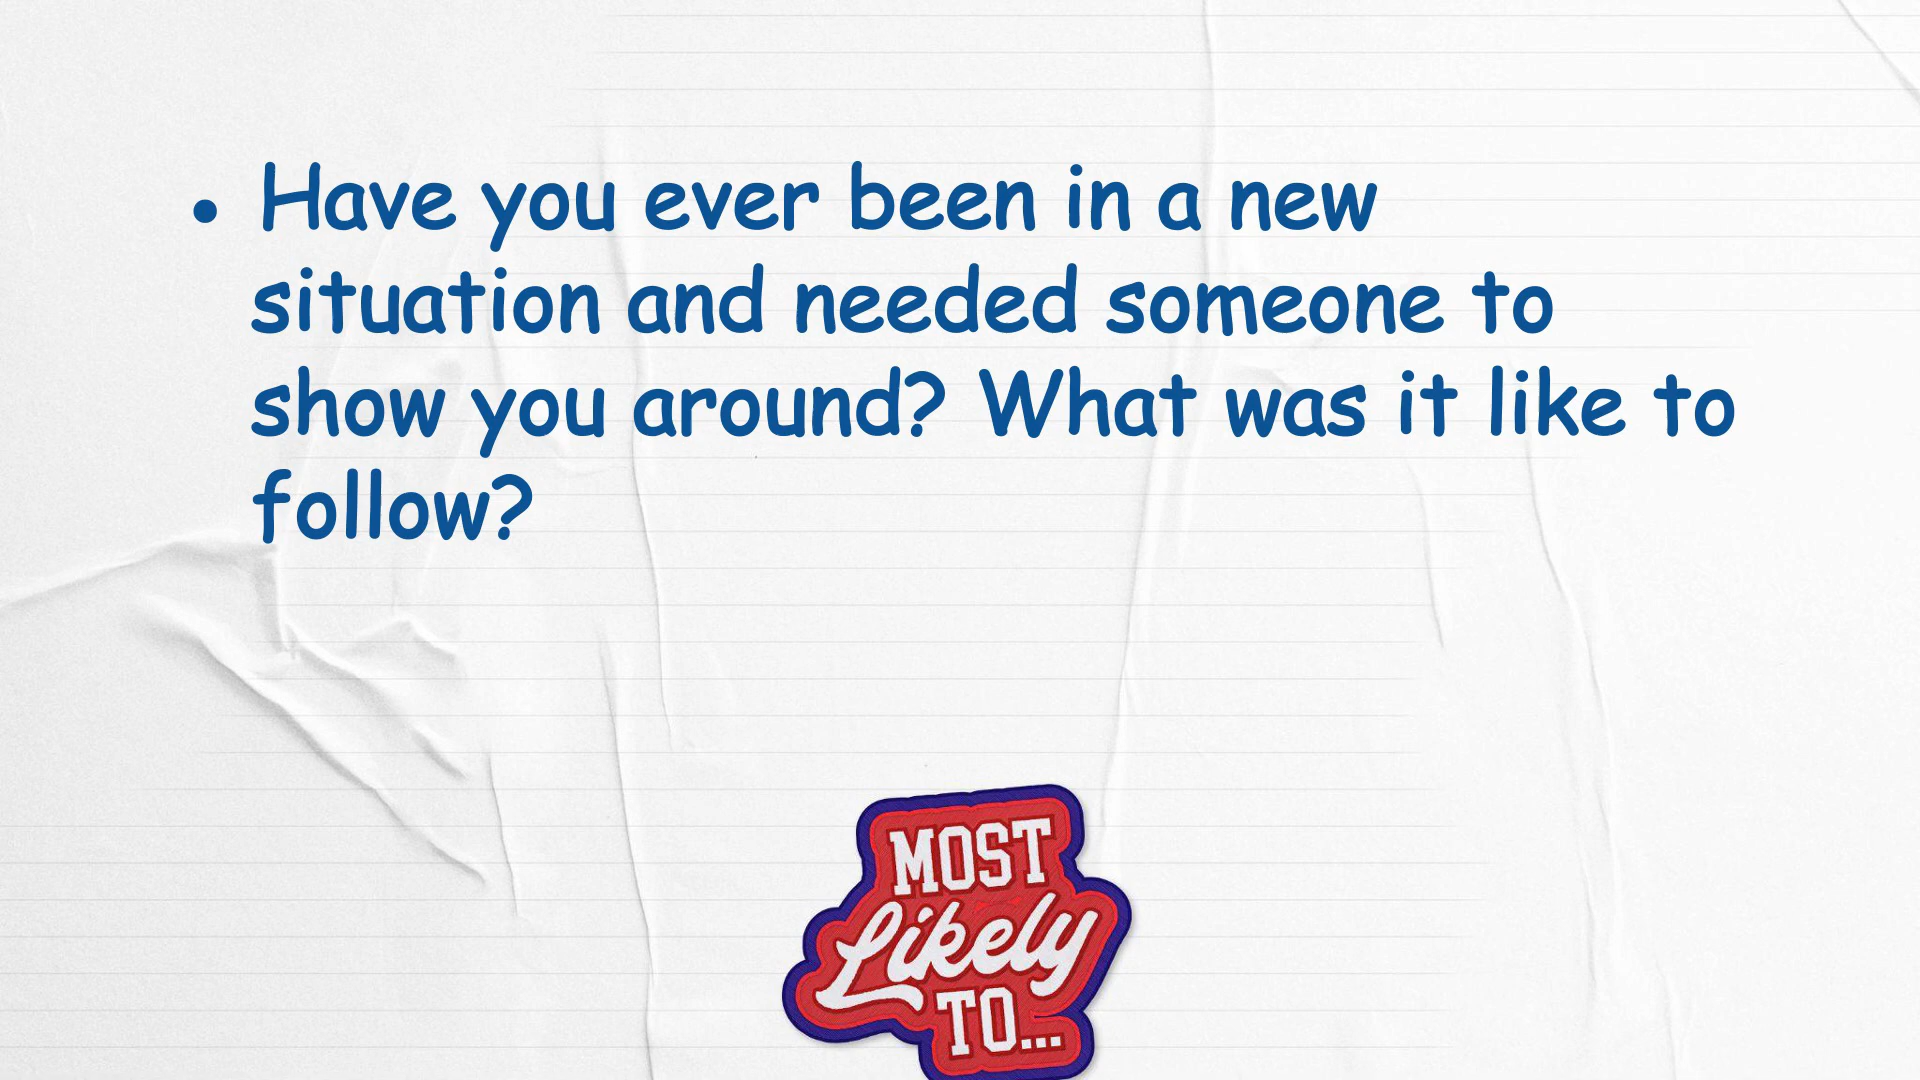 • Have you ever been in a new
situation and needed someone to
show you around? What was it like to
follow?
MOST
Likely
TO...